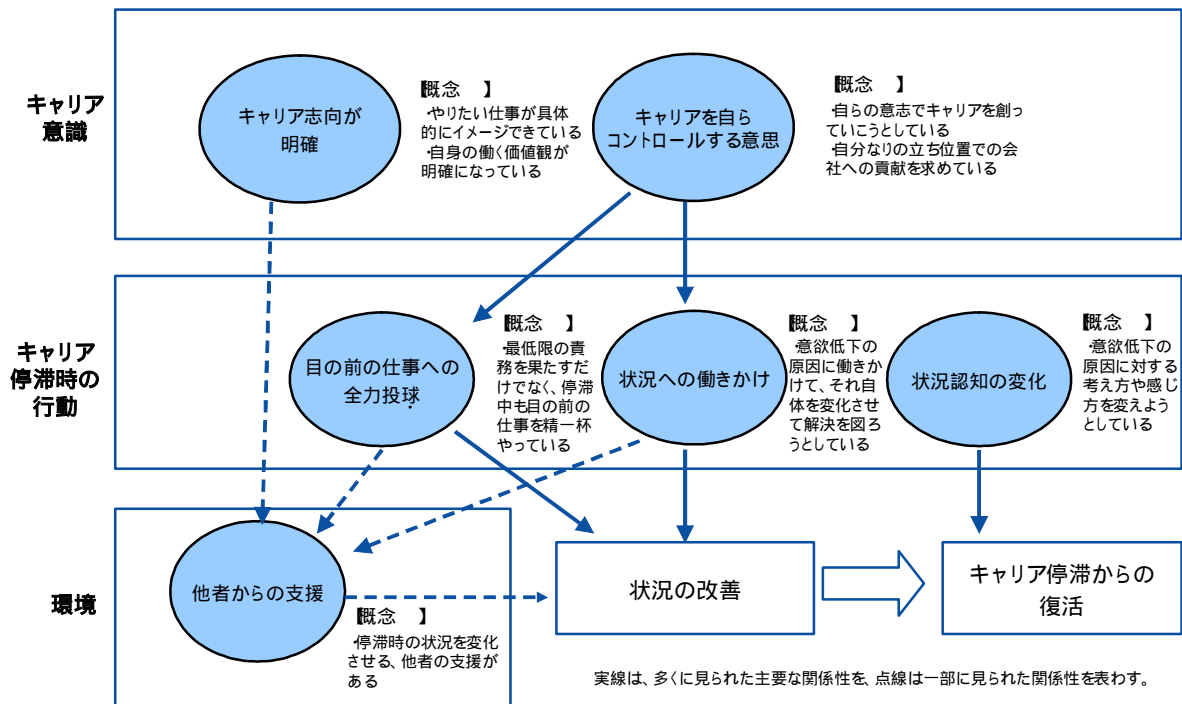 キャリア
意識
キャリア志向が
明確
【概念　】
・やりたい仕事が具体
的にイメージできている
・自身の働く価値観が
明確になっている
キャリアを自ら
コントロールする意思
【概念　】
・自らの意志でキャリアを創っ
ていこうとしている
・自分なりの立ち位置での会
社への貢献を求めている
キャリア
停滞時の
行動
目の前の仕事への
全力投球
【概念　】
・最低限の責
務を果たすだ
けでなく、停滞
中も目の前の
仕事を精一杯
やっている
状況への働きかけ
【概念　】
・意欲低下の
原因に働きか
けて、それ自
体を変化させ
て解決を図ろ
うとしている
状況認知の変化
【概念　】
・意欲低下の
原因に対する
考え方や感じ
方を変えよう
としている
環境
他者からの支援
【概念　】
・停滞時の状況を変化
させる、他者の支援が
ある
状況の改善
キャリア停滞からの
復活
実線は、多くに見られた主要な関係性を、点線は一部に見られた関係性を表わす。